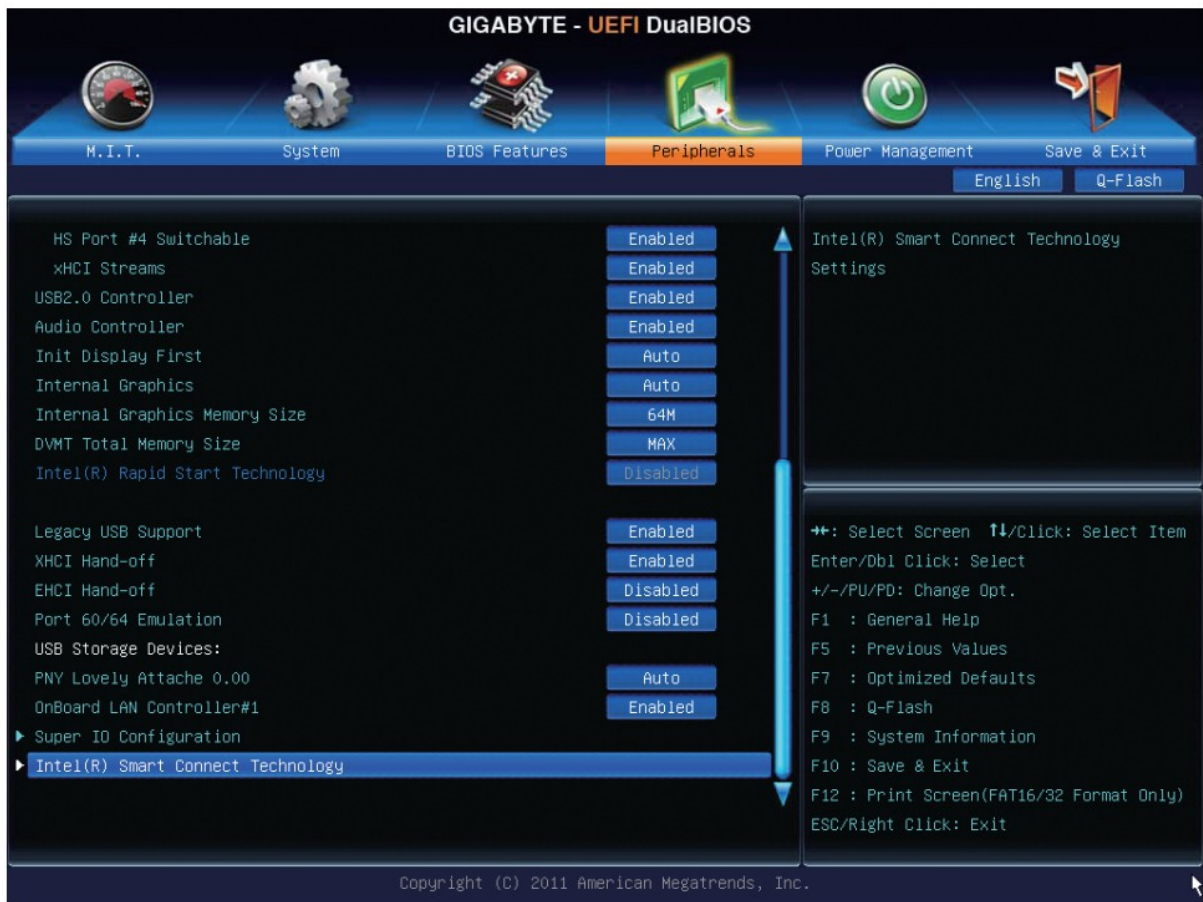 GIGABYTE - UEFI DualBIOS
M.I.T. System BIOS Features Peripherals Power Management Save & Exit
English Q-Flash
HS Port #4 Switchable Enabled
xHCI Streams Enabled
USB2.0 Controller Enabled
Audio Controller Enabled
Init Display First Auto
Internal Graphics Auto
Internal Graphics Memory Size 64M
DVMT Total Memory Size MAX
Intel(R) Rapid Start Technology Disabled
Legacy USB Support Enabled
XHCI Hand-off Enabled
EHCI Hand-off Disabled
Port 60/64 Emulation Disabled
USB Storage Devices:
PNY Lovely Attache 0.00 Auto
OnBoard LAN Controller#1 Enabled
Super IO Configuration
Intel(R) Smart Connect Technology
Intel(R) Smart Connect Technology
Settings
→←: Select Screen ↑↓/Click: Select Item
Enter/Dbl Click: Select
+/-/PU/PD: Change Opt.
F1 : General Help
F5 : Previous Values
F7 : Optimized Defaults
F8 : Q-Flash
F9 : System Information
F10 : Save & Exit
F12 : Print Screen(FAT16/32 Format Only)
ESC/Right Click: Exit
Copyright (C) 2011 American Megatrends, Inc.